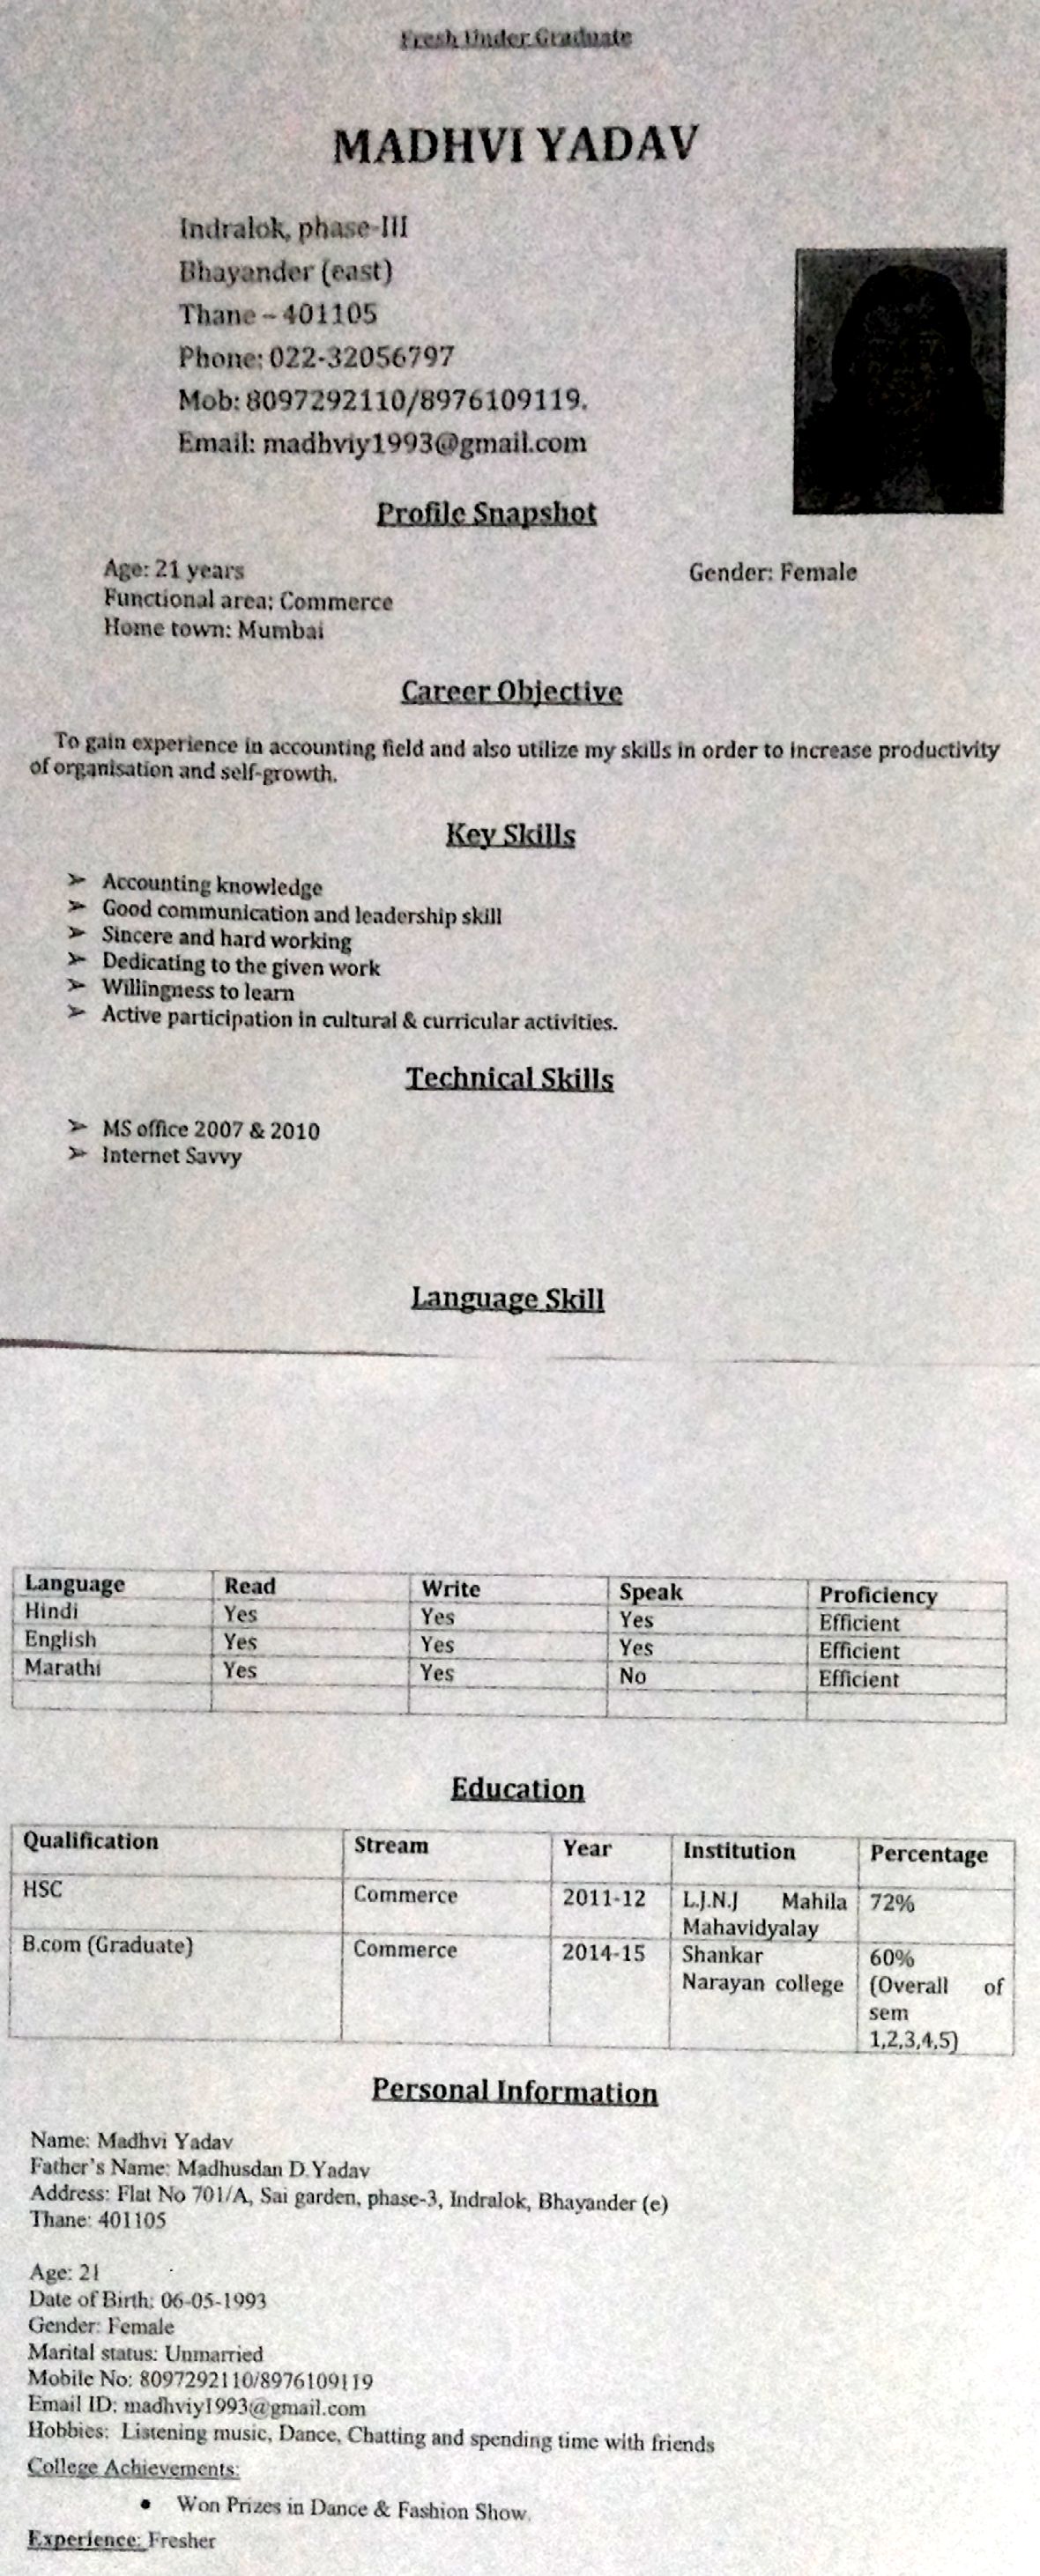 Fresh Under Graduate
MADHVI YADAV
Indralok, phase-III
Bhayander (east)
Thane – 401105
Phone: 022-32056797
Mob: 8097292110/8976109119.
Email: madhviy1993@gmail.com
Profile Snapshot
Age: 21 years Gender: Female
Functional area: Commerce
Home town: Mumbai
Career Objective
To gain experience in accounting field and also utilize my skills in order to increase productivity
of organisation and self-growth.
Key Skills
➢ Accounting knowledge
➢ Good communication and leadership skill
➢ Sincere and hard working
➢ Dedicating to the given work
➢ Willingness to learn
➢ Active participation in cultural & curricular activities.
Technical Skills
➢ MS office 2007 & 2010
➢ Internet Savvy
Language Skill
Language Read Write Speak Proficiency
Hindi Yes Yes Yes Efficient
English Yes Yes Yes Efficient
Marathi Yes Yes No Efficient
Education
Qualification Stream Year Institution Percentage
HSC Commerce 2011-12 L.J.N.J Mahila 72%
Mahavidyalay
B.com (Graduate) Commerce 2014-15 Shankar 60%
Narayan college (Overall of
sem
1,2,3,4,5)
Personal Information
Name: Madhvi Yadav
Father's Name: Madhusdan D.Yadav
Address: Flat No 701/A, Sai garden, phase-3, Indralok, Bhayander (e)
Thane: 401105
Age: 21
Date of Birth: 06-05-1993
Gender: Female
Marital status: Unmarried
Mobile No: 8097292110/8976109119
Email ID: madhviy1993@gmail.com
Hobbies: Listening music, Dance, Chatting and spending time with friends
College Achievements:
• Won Prizes in Dance & Fashion Show.
Experience: Fresher